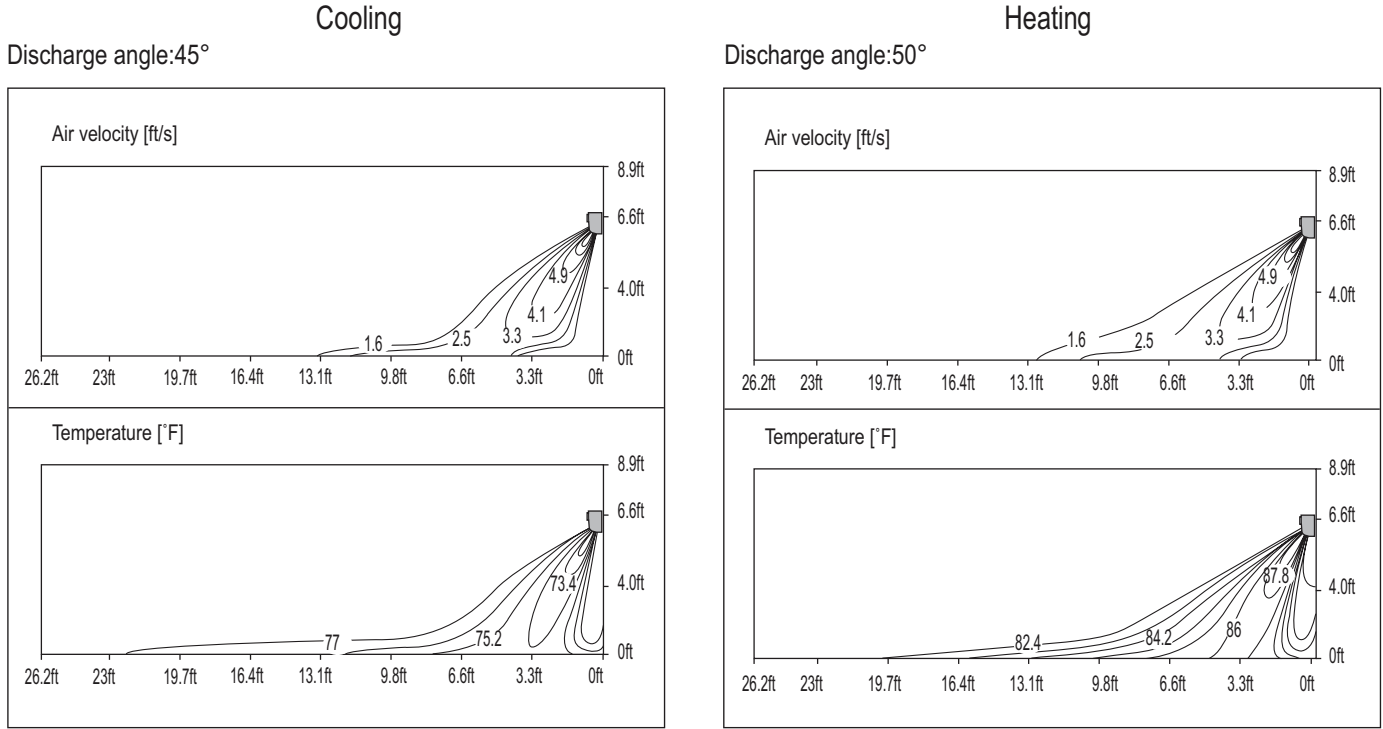 Cooling
Discharge angle:45°
Air velocity [ft/s]
8.9ft
6.6ft
4.9
4.0ft
4.1
3.3
2.5
1.6
0ft
26.2ft 23ft 19.7ft 16.4ft 13.1ft 9.8ft 6.6ft 3.3ft 0ft
Temperature [˚F]
8.9ft
6.6ft
73.4
4.0ft
77
75.2
0ft
26.2ft 23ft 19.7ft 16.4ft 13.1ft 9.8ft 6.6ft 3.3ft 0ft
Heating
Discharge angle:50°
Air velocity [ft/s]
8.9ft
6.6ft
4.9
4.0ft
4.1
3.3
2.5
1.6
0ft
26.2ft 23ft 19.7ft 16.4ft 13.1ft 9.8ft 6.6ft 3.3ft 0ft
Temperature [˚F]
8.9ft
6.6ft
87.8
4.0ft
86
84.2
82.4
0ft
26.2ft 23ft 19.7ft 16.4ft 13.1ft 9.8ft 6.6ft 3.3ft 0ft